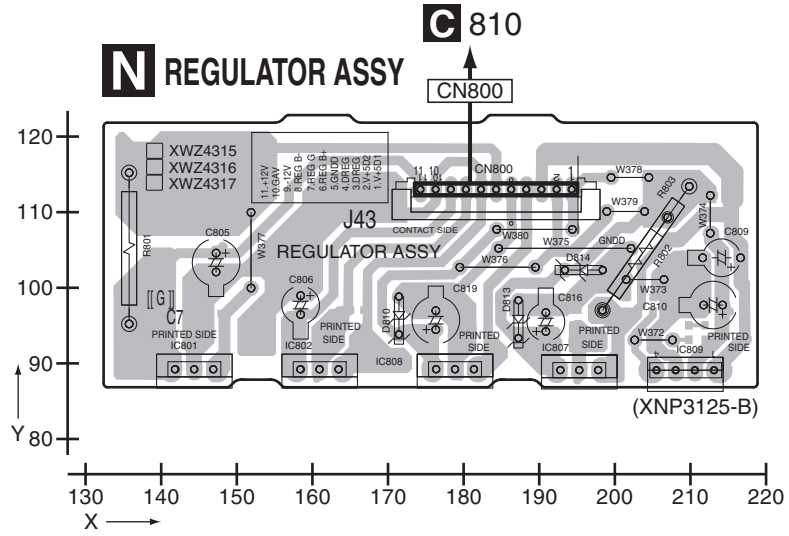 C 810
N REGULATOR ASSY
CN800
120
110
100
90
80
Y
XWZ4315
XWZ4316
XWZ4317
11.+12V
10.GAV
9.-12V
8.REG B-
7.REG G
6.REG B+
5.GNDD
4.DREG
3.DREG
2.V+5D2
1.V+5D1
CN800
11 10
2 1
J43
CONTACT SIDE
REGULATOR ASSY
W378
R803
W379
W374
W380
W375
GNDD
C809
R801
C805
W377
W376
D814
R802
W373
[[ G ]
C7
C806
C819
D810
D813
C816
C810
PRINTED SIDE
IC801
PRINTED SIDE
IC802
PRINTED SIDE
IC808
PRINTED SIDE
IC807
W372
PRINTED SIDE
IC809
4 1
(XNP3125-B)
130 140 150 160 170 180 190 200 210 220
X